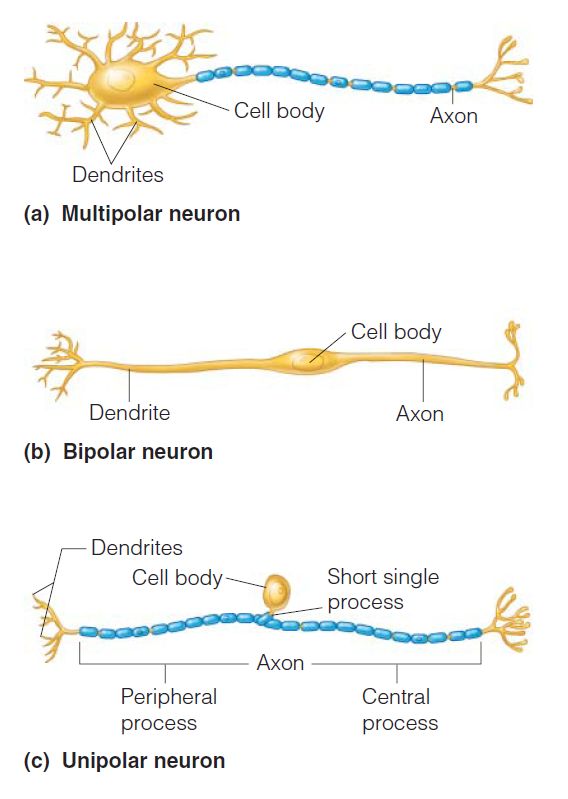 Cell body
Axon
Dendrites
(a) Multipolar neuron
Cell body
Dendrite
Axon
(b) Bipolar neuron
Dendrites
Cell body
Short single
process
Axon
Peripheral
process
Central
process
(c) Unipolar neuron